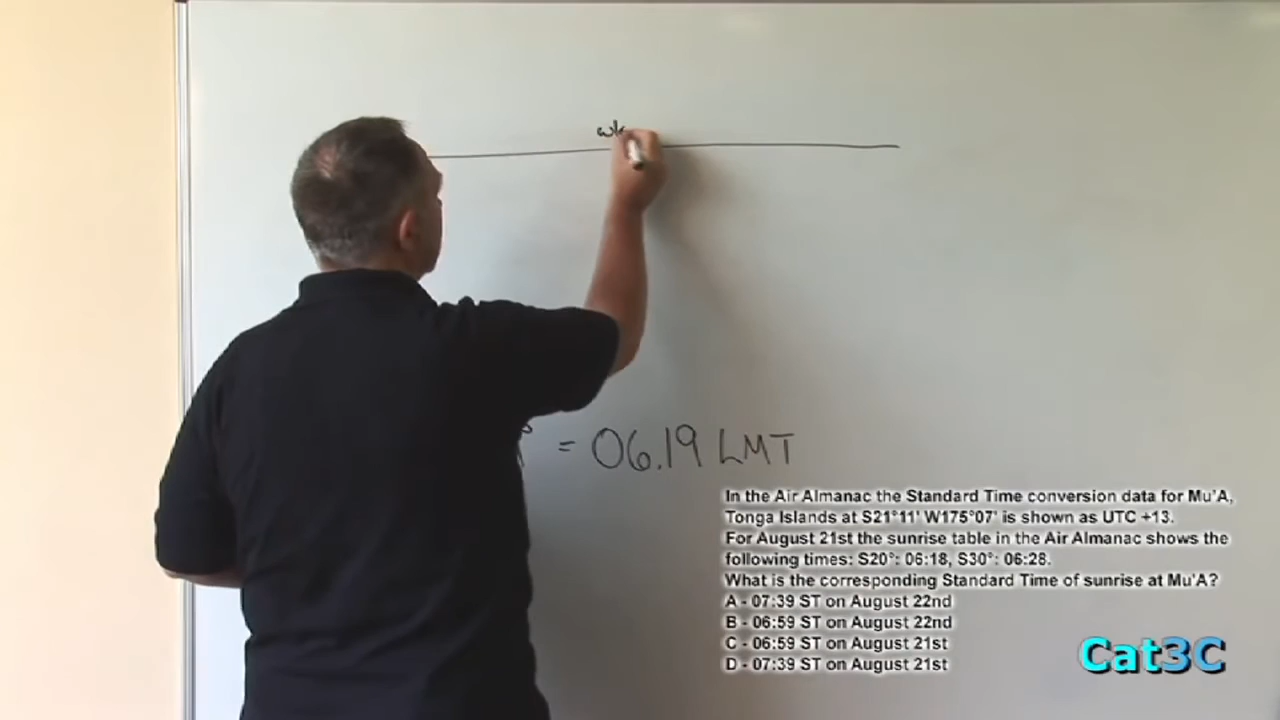 = 06.19 LMT
In the Air Almanac the Standard Time conversion data for Mu'A,
Tonga Islands at S21°11' W175°07' is shown as UTC +13.
For August 21st the sunrise table in the Air Almanac shows the
following times: S20°: 06:18, S30°: 06:28.
What is the corresponding Standard Time of sunrise at Mu'A?
A - 07:39 ST on August 22nd
B - 06:59 ST on August 22nd
C - 06:59 ST on August 21st
D - 07:39 ST on August 21st
Cat3C